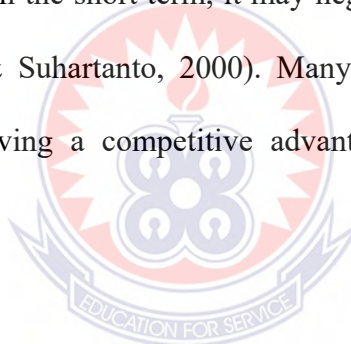 the short term, it may neg
Suhartanto, 2000). Many
ving a competitive advant
EDUCATION FOR SERVICE